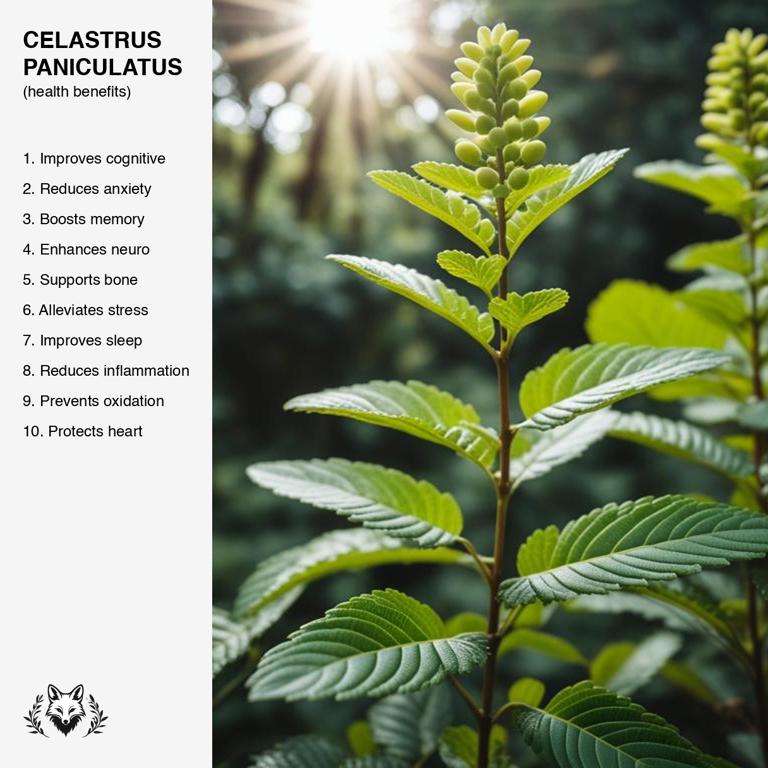 CELASTRUS
PANICULATUS
(health benefits)
1. Improves cognitive
2. Reduces anxiety
3. Boosts memory
4. Enhances neuro
5. Supports bone
6. Alleviates stress
7. Improves sleep
8. Reduces inflammation
9. Prevents oxidation
10. Protects heart